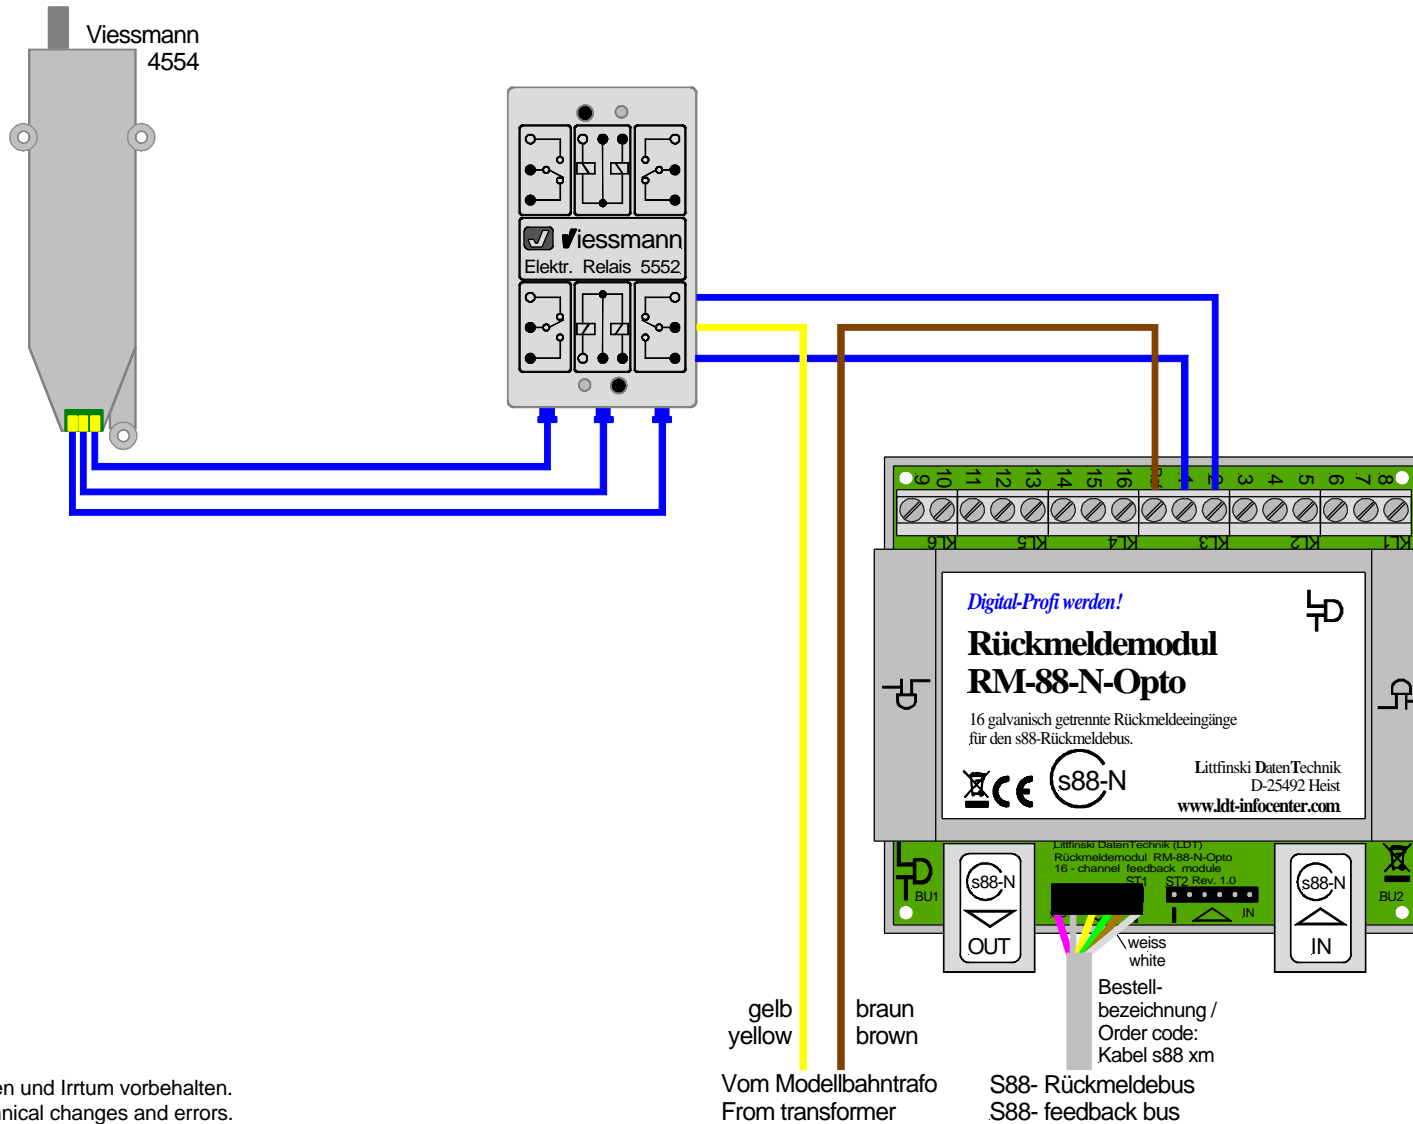 Viessmann
4554
Viessmann
Elektr. Relais 5552
9 10 11 12 13 14 15 16 1 2 3 4 5 6 7 8
KL6 KL5 KL4 KL3 KL2 KL1
Digital-Profi werden!
Rückmeldemodul
RM-88-N-Opto
16 galvanisch getrennte Rückmeldeeingänge
für den s88-Rückmeldebus.
s88-N
Littfinski DatenTechnik
D-25492 Heist
www.ldt-infocenter.com
Littfinski DatenTechnik (LDT)
Rückmeldemodul RM-88-N-Opto
16 - channel feedback module
ST1 ST2 Rev. 1.0
BU1
s88-N
OUT
IN
s88-N
IN
BU2
weiss
white
Bestell-
bezeichnung /
Order code:
Kabel s88 xm
gelb
yellow
braun
brown
Vom Modellbahntrafo
From transformer
S88- Rückmeldebus
S88- feedback bus
en und Irrtum vorbehalten.
hnical changes and errors.